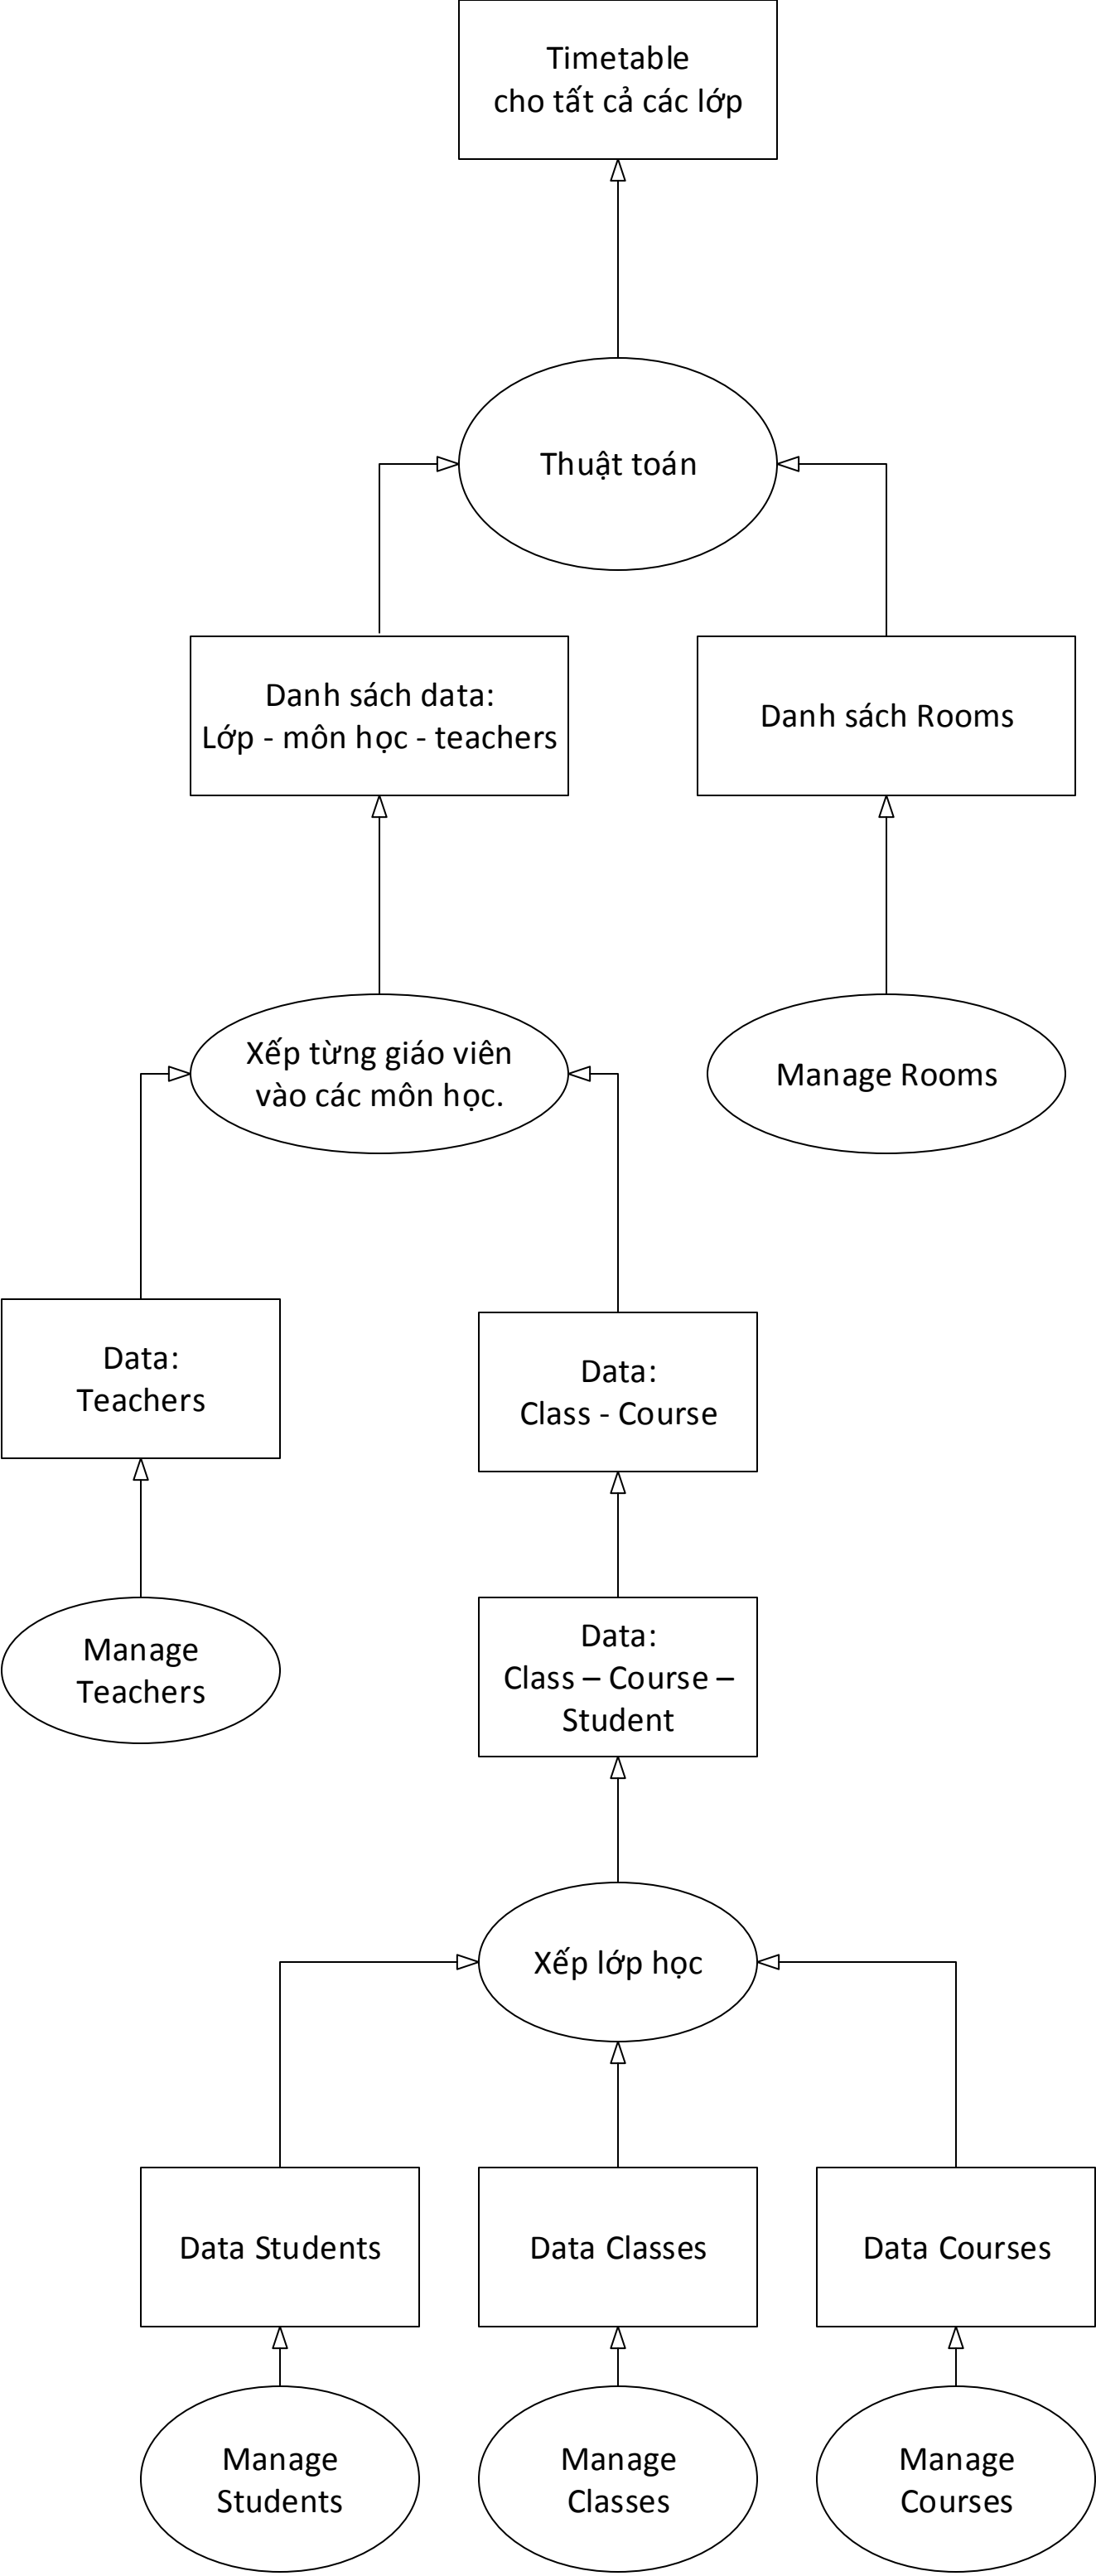 Timetable
cho tất cả các lớp
Thuật toán
Danh sách data:
Lớp - môn học - teachers
Danh sách Rooms
Xếp từng giáo viên
vào các môn học.
Manage Rooms
Data:
Teachers
Data:
Class - Course
Manage
Teachers
Data:
Class – Course –
Student
Xếp lớp học
Data Students
Data Classes
Data Courses
Manage
Students
Manage
Classes
Manage
Courses